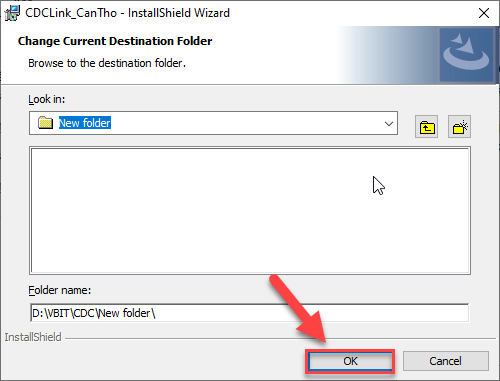 CDCLink_CanTho - InstallShield Wizard
Change Current Destination Folder
Browse to the destination folder.
Look in:
New folder
Folder name:
D:\VBIT\CDC\New folder\
InstallShield
OK
Cancel